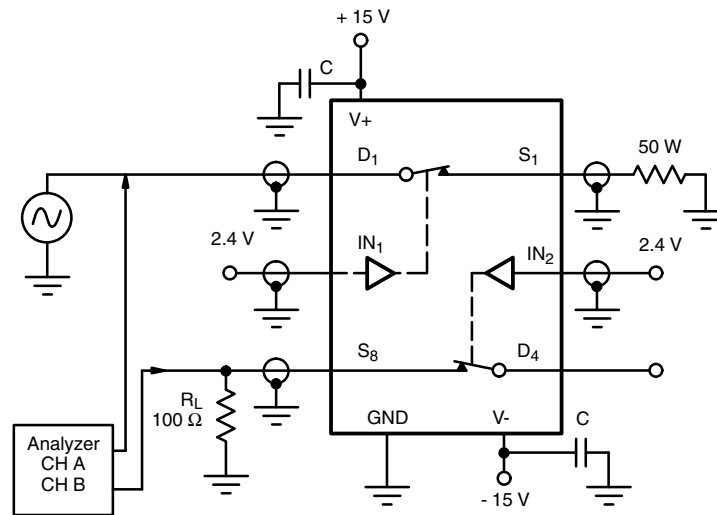 + 15 V
C
V+
D1
S1
50 W
2.4 V
IN1
IN2
2.4 V
S8
D4
RL
100 Ω
GND
V-
C
Analyzer
CH A
CH B
- 15 V